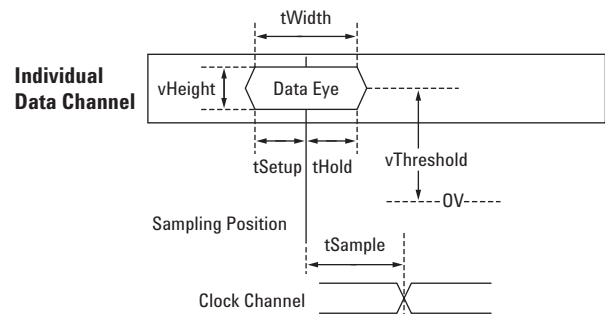 tWidth
Individual
Data Channel
vHeight
Data Eye
tSetup
tHold
vThreshold
0V
Sampling Position
tSample
Clock Channel